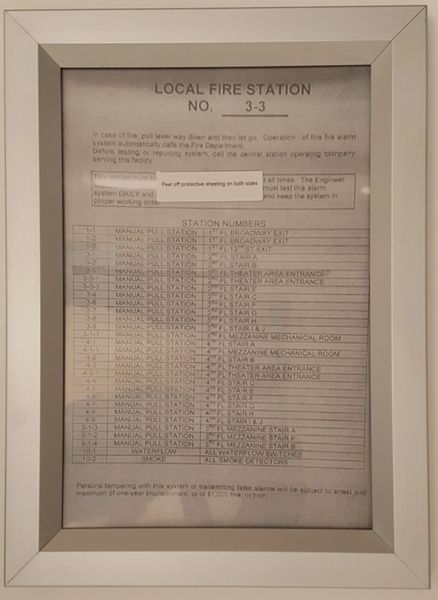 LOCAL FIRE STATION
NO. 3-3
In case of fire, pull lever way down and then let go. Operation of this fire alarm
system automatically calls the Fire Department.
Before testing or reporting system, call the central station operating company
serving this facility
This station must be all times. The Engineer
must test this alarm
system DAILY and and keep the system in
proper working order
Peel off protective sheeting on both sides
STATION NUMBERS
1-1 MANUAL PULL STATION 1ST FL BROADWAY EXIT
1-2 MANUAL PULL STATION 1ST FL BROADWAY EXIT
1-3 MANUAL PULL STATION 1ST FL 13TH ST EXIT
MANUAL PULL STATION 2ND FL STAIR A
3-2 MANUAL PULL STATION 3RD FL STAIR B
3-3 MANUAL PULL STATION 3RD FL THEATER AREA ENTRANCE
3-3-1 MANUAL PULL STATION 3RD FL THEATER AREA ENTRANCE
3-3-3 MANUAL PULL STATION 3RD FL STAIR E
3-4 MANUAL PULL STATION 3RD FL STAIR C
3-6 MANUAL PULL STATION 3RD FL STAIR F
3-7 MANUAL PULL STATION 3RD FL STAIR G
3-8 MANUAL PULL STATION 3RD FL STAIR H
3-9 MANUAL PULL STATION 3RD FL STAIR I & J
3-1-1 MANUAL PULL STATION 3RD FL MEZZANINE MECHANICAL ROOM
4-1 MANUAL PULL STATION 4TH FL STAIR A
4-1-1 MANUAL PULL STATION 4TH FL MEZZANINE MECHANICAL ROOM
4-2 MANUAL PULL STATION 4TH FL STAIR B
4-3 MANUAL PULL STATION 4TH FL THEATER AREA ENTRANCE
4-3-1 MANUAL PULL STATION 4TH FL THEATER AREA ENTRANCE
4-4 MANUAL PULL STATION 4TH FL STAIR C
4-5 MANUAL PULL STATION 4TH FL STAIR E
4-6 MANUAL PULL STATION 4TH FL STAIR F
4-7 MANUAL PULL STATION 4TH FL STAIR G
4-8 MANUAL PULL STATION 4TH FL STAIR H
4-9 MANUAL PULL STATION 4TH FL STAIR I & J
3-1-3 MANUAL PULL STATION 3RD FL MEZZANINE STAIR A
3-1-2 MANUAL PULL STATION 3RD FL MEZZANINE STAIR F
3-1-4 MANUAL PULL STATION 3RD FL MEZZANINE STAIR B
10-1 WATERFLOW ALL WATERFLOW SWITCHES
10-2 SMOKE ALL SMOKE DETECTORS
Persons tampering with this system or transmitting false alarms will be subject to arrest and
maximum of one-year imprisonment, or of $1,000 fine, or both.